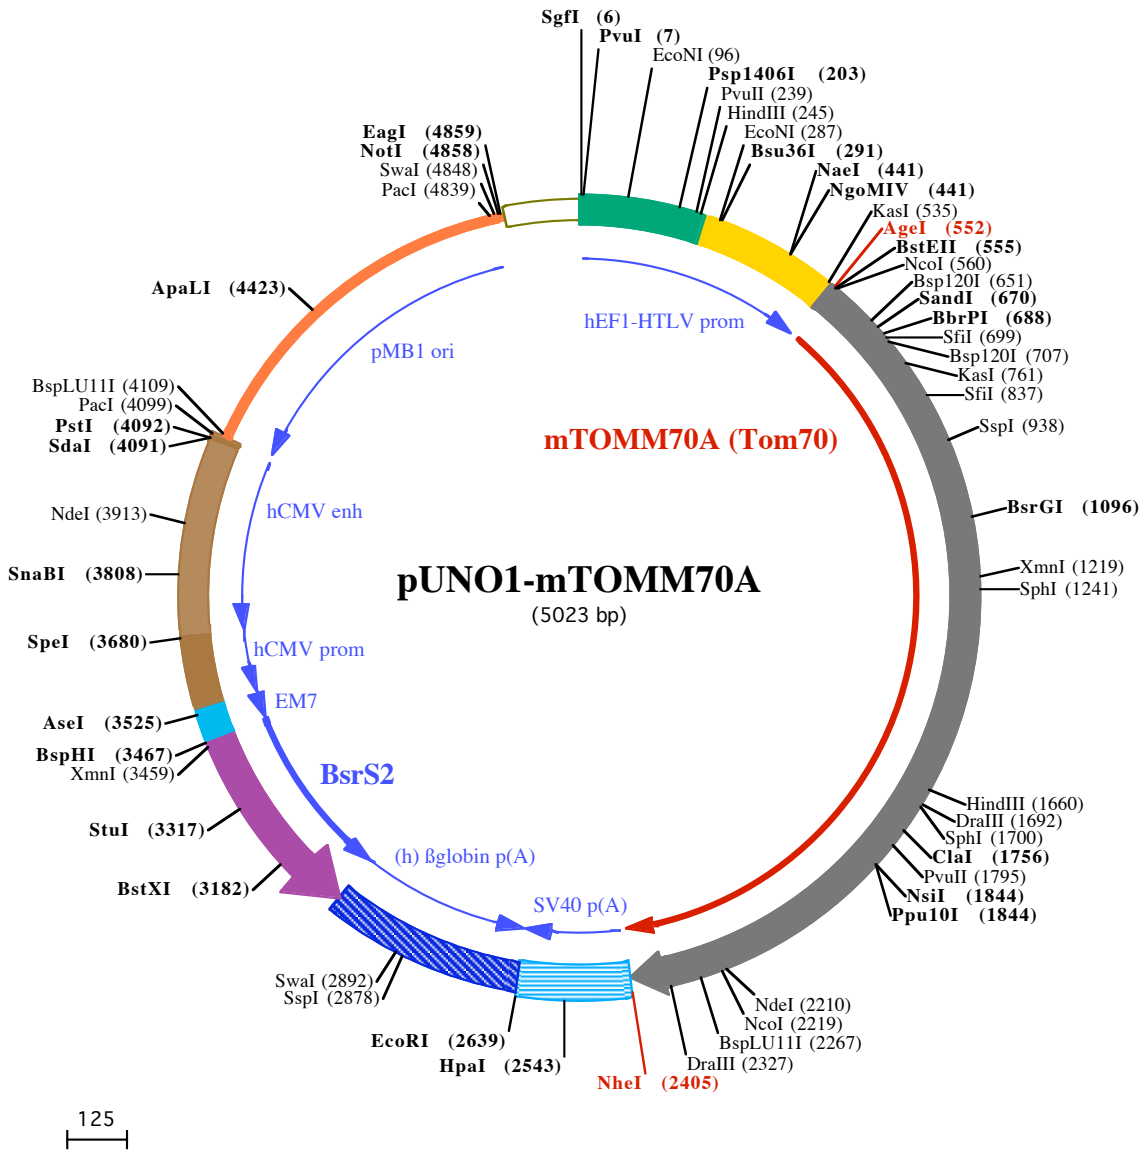 SgfI (6)
PvuI (7)
EcoNI (96)
Psp1406I (203)
PvuII (239)
HindIII (245)
EcoNI (287)
Bsu36I (291)
NaeI (441)
NgoMIV (441)
KasI (535)
AgeI (552)
BstEII (555)
NcoI (560)
Bsp120I (651)
SandI (670)
BbrPI (688)
SfiI (699)
Bsp120I (707)
KasI (761)
SfiI (837)
SspI (938)
BsrGI (1096)
XmnI (1219)
SphI (1241)
HindIII (1660)
DraIII (1692)
SphI (1700)
ClaI (1756)
PvuII (1795)
NsiI (1844)
Ppu10I (1844)
NdeI (2210)
NcoI (2219)
BspLU11I (2267)
DraIII (2327)
NheI (2405)
HpaI (2543)
EcoRI (2639)
SspI (2878)
SwaI (2892)
BstXI (3182)
StuI (3317)
XmnI (3459)
BspHI (3467)
AseI (3525)
SpeI (3680)
SnaBI (3808)
NdeI (3913)
SdaI (4091)
PstI (4092)
PacI (4099)
BspLU11I (4109)
ApaLI (4423)
PacI (4839)
SwaI (4848)
NotI (4858)
EagI (4859)
hEF1-HTLV prom
pMB1 ori
mTOMM70A (Tom70)
hCMV enh
pUNO1-mTOMM70A
(5023 bp)
hCMV prom
EM7
BsrS2
(h) ßglobin p(A)
SV40 p(A)
125